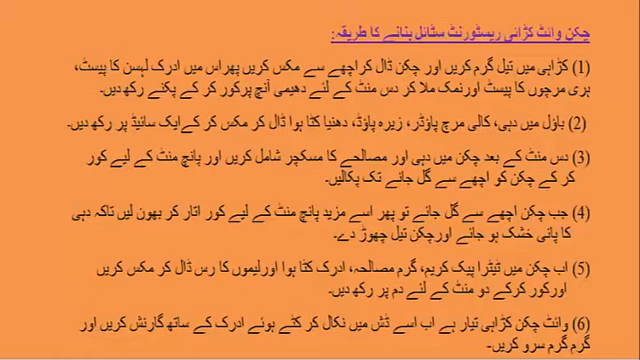 چکن وائٹ کڑائی ریسٹورنٹ سٹائل بنانے کا طریقہ:
(1) کڑاہی میں تیل گرم کریں اور چکن ڈال کراچھے سے مکس کریں پھراس میں ادرک لہسن کا پیسٹ،
ہری مرچوں کا پیسٹ اورنمک ملا کر دس منٹ کے لئے دھیمی آنچ پرکور کر کے پکنے رکھ دیں۔
(2) باؤل میں دہی، کالی مرچ پاؤڈر، زیرہ پاؤڈ، دھنیا کٹا ہوا ڈال کر مکس کر کےایک سائیڈ پر رکھ دیں۔
(3) دس منٹ کے بعد چکن میں دہی اور مصالحے کا مسکچر شامل کریں اور پانچ منٹ کے لیے کور
کر کے چکن کو اچھے سے گل جانے تک پکالیں۔
(4) جب چکن اچھے سے گل جائے تو پھر اسے مزید پانچ منٹ کے لیے کور اتار کر بھون لیں تاکہ دہی
کا پانی خشک ہو جائے اورچکن تیل چھوڑ دے۔
(5) اب چکن میں ٹیٹرا پیک کریم، گرم مصالحہ، ادرک کٹا ہوا اورلیموں کا رس ڈال کر مکس کریں
اورکور کرکے دو منٹ کے لئے دم پر رکھ دیں۔
(6) وائٹ چکن کڑاہی تیار ہے اب اسے ڈش میں نکال کر کٹے ہوئے ادرک کے ساتھ گارنش کریں اور
گرم گرم سرو کریں۔